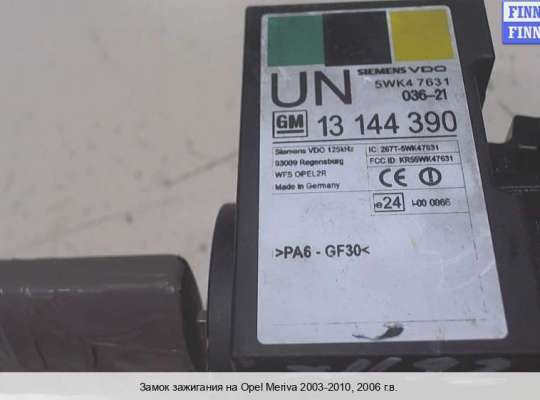 FINN
FINN
SIEMENS VDO
5WK4 7631
UN
036-21
GM 13 144 390
Siemens VDO 125kHz
93009 Regensburg
WFS OPEL2R
Made in Germany
IC: 267T-5WK47631
FCC ID: KR55WK47631
CE
e24 I-00 0066
>PA6 - GF30<
Замок зажигания на Opel Meriva 2003-2010, 2006 г.в.